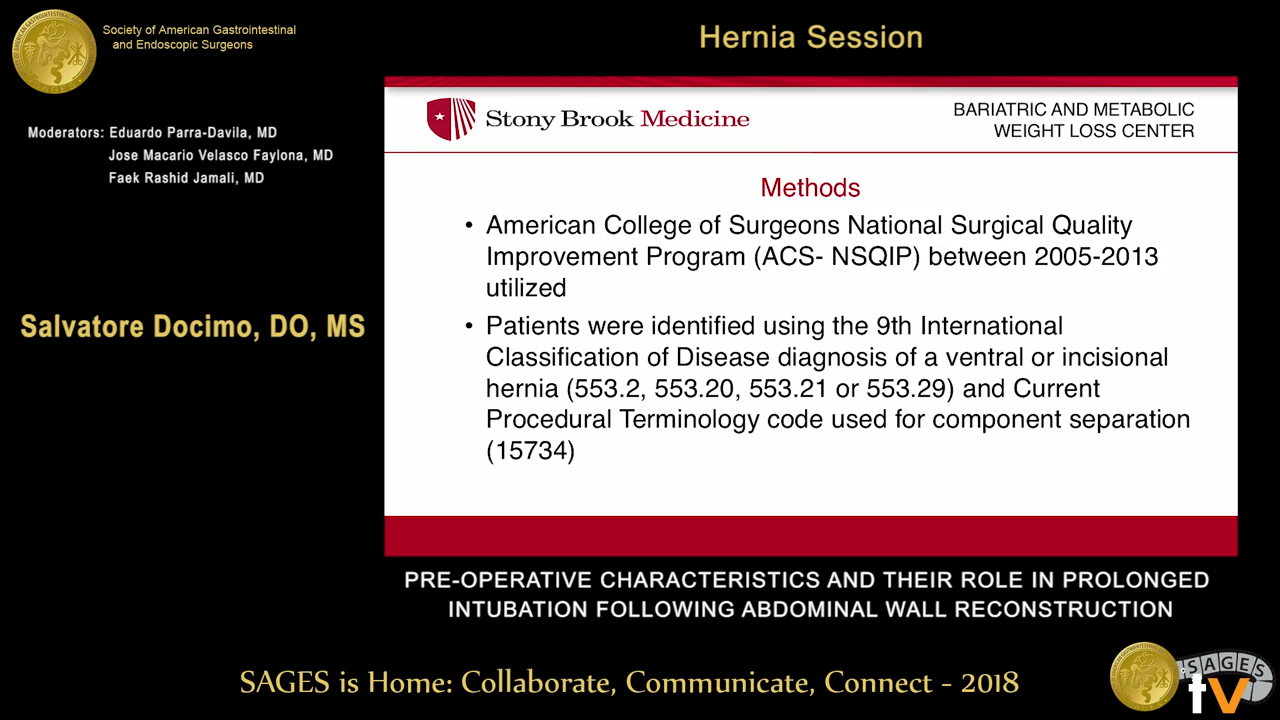 Society of American Gastrointestinal
and Endoscopic Surgeons
Hernia Session
Moderators: Eduardo Parra-Davila, MD
Jose Macario Velasco Faylona, MD
Faek Rashid Jamali, MD
Salvatore Docimo, DO, MS
Stony Brook Medicine
BARIATRIC AND METABOLIC
WEIGHT LOSS CENTER
Methods
• American College of Surgeons National Surgical Quality
Improvement Program (ACS- NSQIP) between 2005-2013
utilized
• Patients were identified using the 9th International
Classification of Disease diagnosis of a ventral or incisional
hernia (553.2, 553.20, 553.21 or 553.29) and Current
Procedural Terminology code used for component separation
(15734)
PRE-OPERATIVE CHARACTERISTICS AND THEIR ROLE IN PROLONGED
INTUBATION FOLLOWING ABDOMINAL WALL RECONSTRUCTION
SAGES is Home: Collaborate, Communicate, Connect - 2018
SAGES
tv